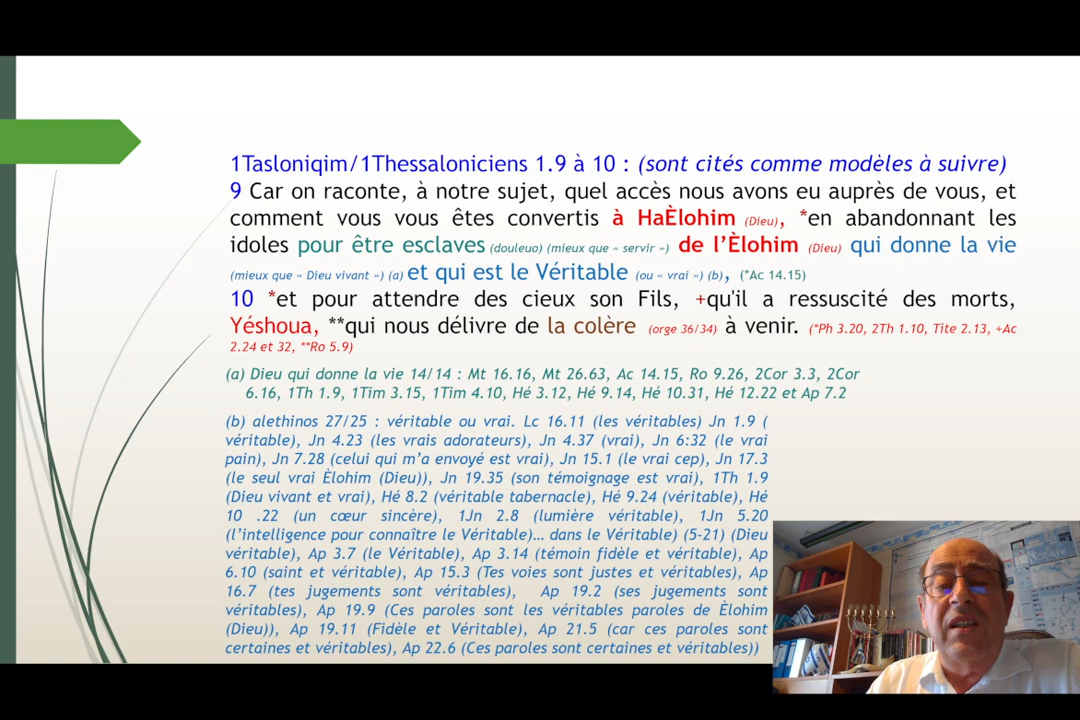 1Tasloniqim/1Thessaloniciens 1.9 à 10 : (sont cités comme modèles à suivre)
9 Car on raconte, à notre sujet, quel accès nous avons eu auprès de vous, et
comment vous vous êtes convertis à HaÈlohim (Dieu), *en abandonnant les
idoles pour être esclaves (douleuo) (mieux que « servir ») de l’Èlohim (Dieu) qui donne la vie
(mieux que « Dieu vivant ») (a) et qui est le Véritable (ou « vrai ») (b), (*Ac 14.15)
10 *et pour attendre des cieux son Fils, +qu'il a ressuscité des morts,
Yéshoua, **qui nous délivre de la colère (orge 36/34) à venir. (*Ph 3.20, 2Th 1.10, Tite 2.13, +Ac
2.24 et 32, **Ro 5.9)
(a) Dieu qui donne la vie 14/14 : Mt 16.16, Mt 26.63, Ac 14.15, Ro 9.26, 2Cor 3.3, 2Cor
6.16, 1Th 1.9, 1Tim 3.15, 1Tim 4.10, Hé 3.12, Hé 9.14, Hé 10.31, Hé 12.22 et Ap 7.2
(b) alethinos 27/25 : véritable ou vrai. Lc 16.11 (les véritables) Jn 1.9 (
véritable), Jn 4.23 (les vrais adorateurs), Jn 4.37 (vrai), Jn 6:32 (le vrai
pain), Jn 7.28 (celui qui m’a envoyé est vrai), Jn 15.1 (le vrai cep), Jn 17.3
(le seul vrai Èlohim (Dieu)), Jn 19.35 (son témoignage est vrai), 1Th 1.9
(Dieu vivant et vrai), Hé 8.2 (véritable tabernacle), Hé 9.24 (véritable), Hé
10 .22 (un cœur sincère), 1Jn 2.8 (lumière véritable), 1Jn 5.20
(l’intelligence pour connaître le Véritable)… dans le Véritable) (5-21) (Dieu
véritable), Ap 3.7 (le Véritable), Ap 3.14 (témoin fidèle et véritable), Ap
6.10 (saint et véritable), Ap 15.3 (Tes voies sont justes et véritables), Ap
16.7 (tes jugements sont véritables), Ap 19.2 (ses jugements sont
véritables), Ap 19.9 (Ces paroles sont les véritables paroles de Èlohim
(Dieu)), Ap 19.11 (Fidèle et Véritable), Ap 21.5 (car ces paroles sont
certaines et véritables), Ap 22.6 (Ces paroles sont certaines et véritables))